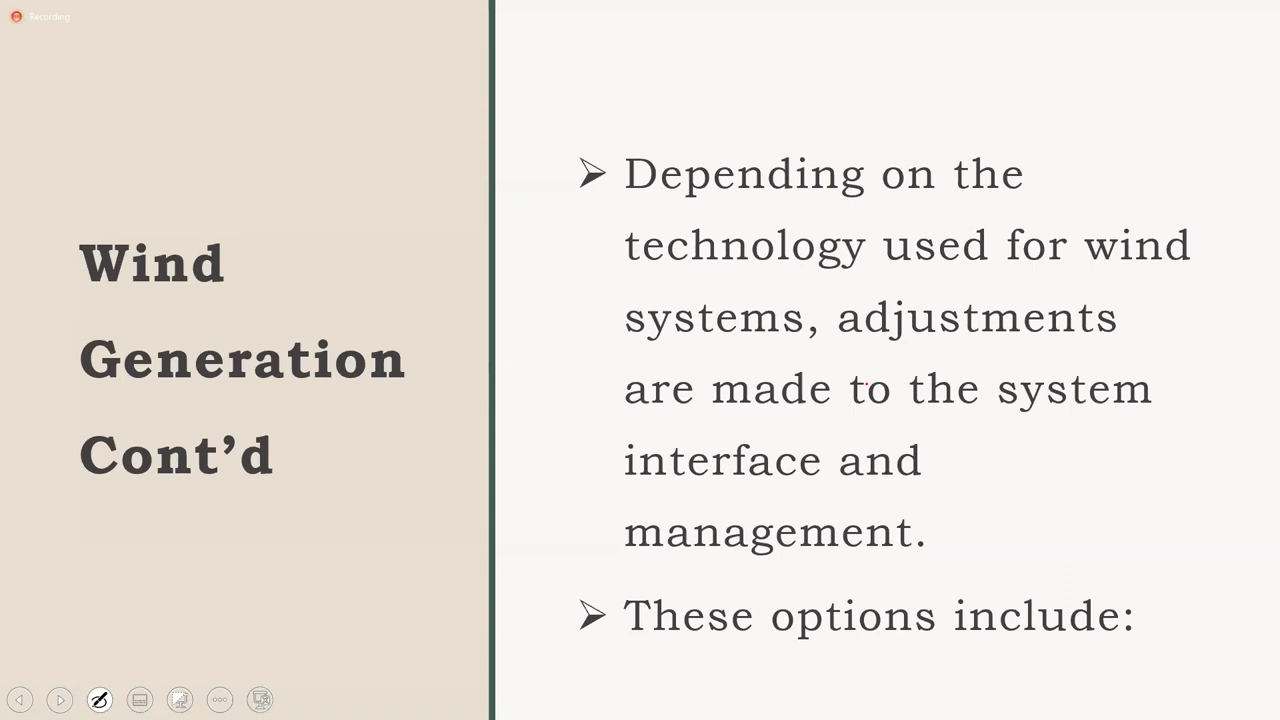 Recording
Wind
Generation
Cont’d
Depending on the
technology used for wind
systems, adjustments
are made to the system
interface and
management.
These options include: